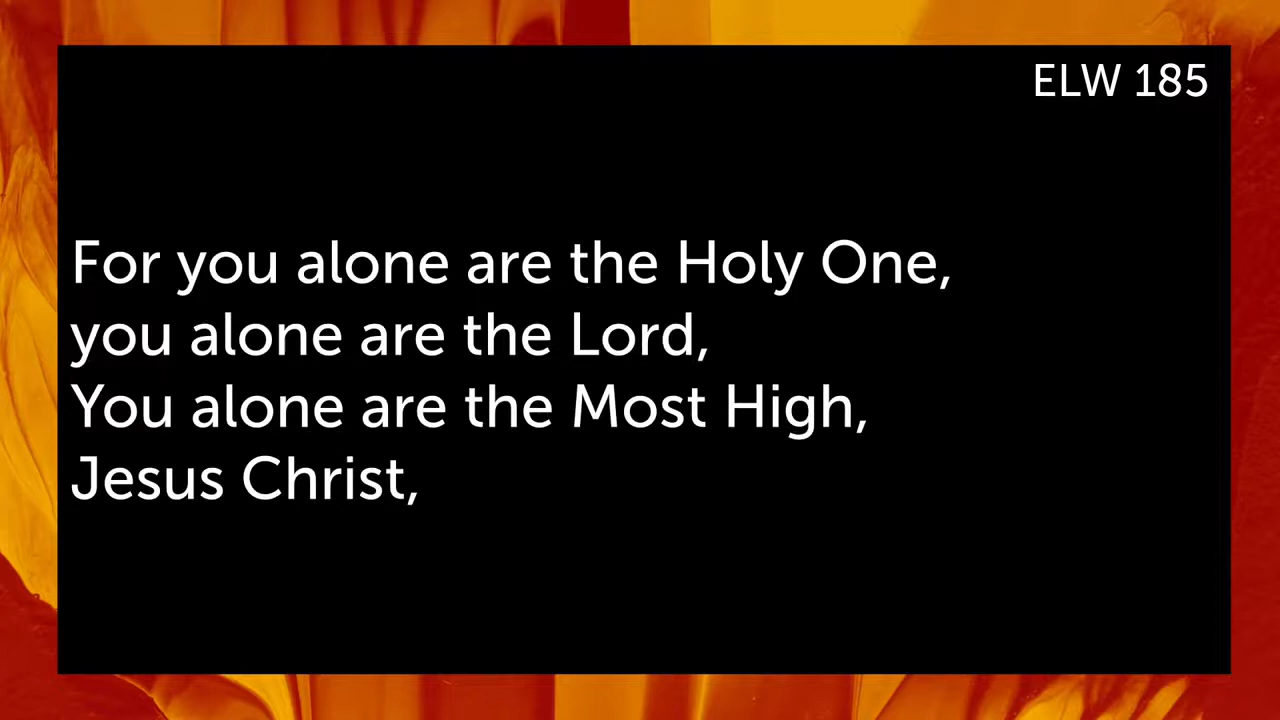 ELW 185
For you alone are the Holy One,
you alone are the Lord,
You alone are the Most High,
Jesus Christ,